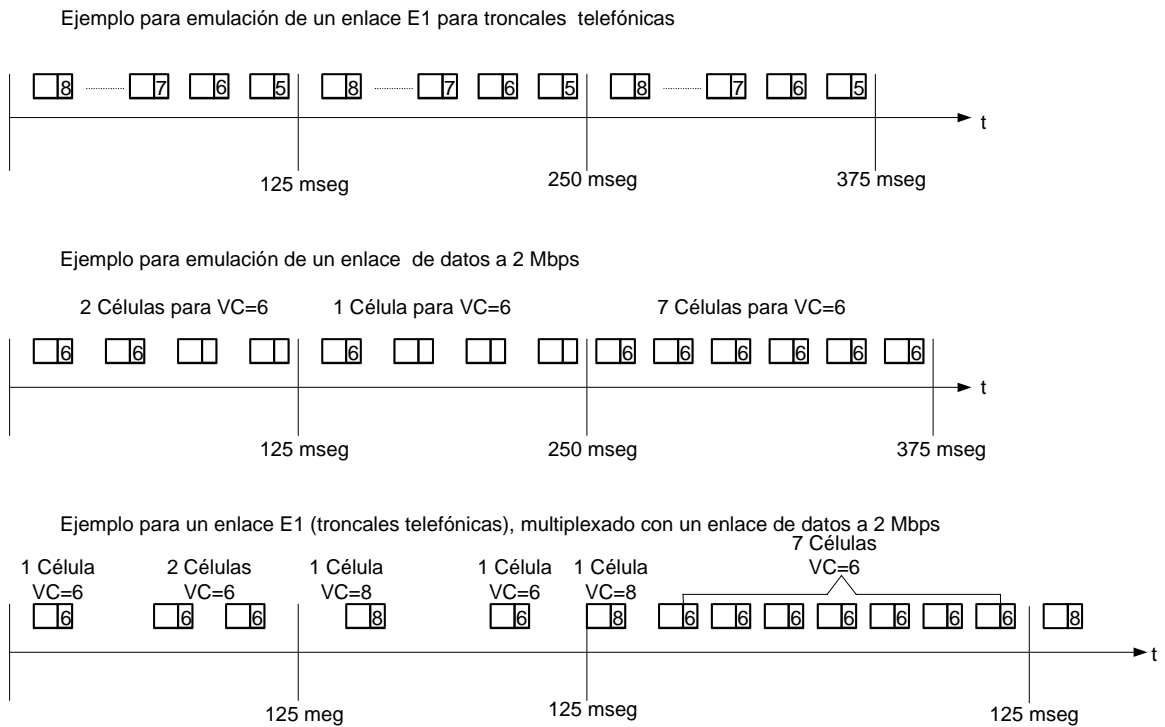 Ejemplo para emulación de un enlace E1 para troncales telefónicas
8 7 6 5 8 7 6 5 8 7 6 5
t
125 mseg 250 mseg 375 mseg
Ejemplo para emulación de un enlace de datos a 2 Mbps
2 Células para VC=6 1 Célula para VC=6 7 Células para VC=6
6 6 6 6 6 6 6 6 6
t
125 mseg 250 mseg 375 mseg
Ejemplo para un enlace E1 (troncales telefónicas), multiplexado con un enlace de datos a 2 Mbps
7 Células
VC=6
1 Célula 2 Células 1 Célula 1 Célula 1 Célula
VC=6 VC=6 VC=8 VC=6 VC=8
6 6 6 8 6 8 6 6 6 6 6 6 6 8
t
125 meg 125 mseg 125 mseg